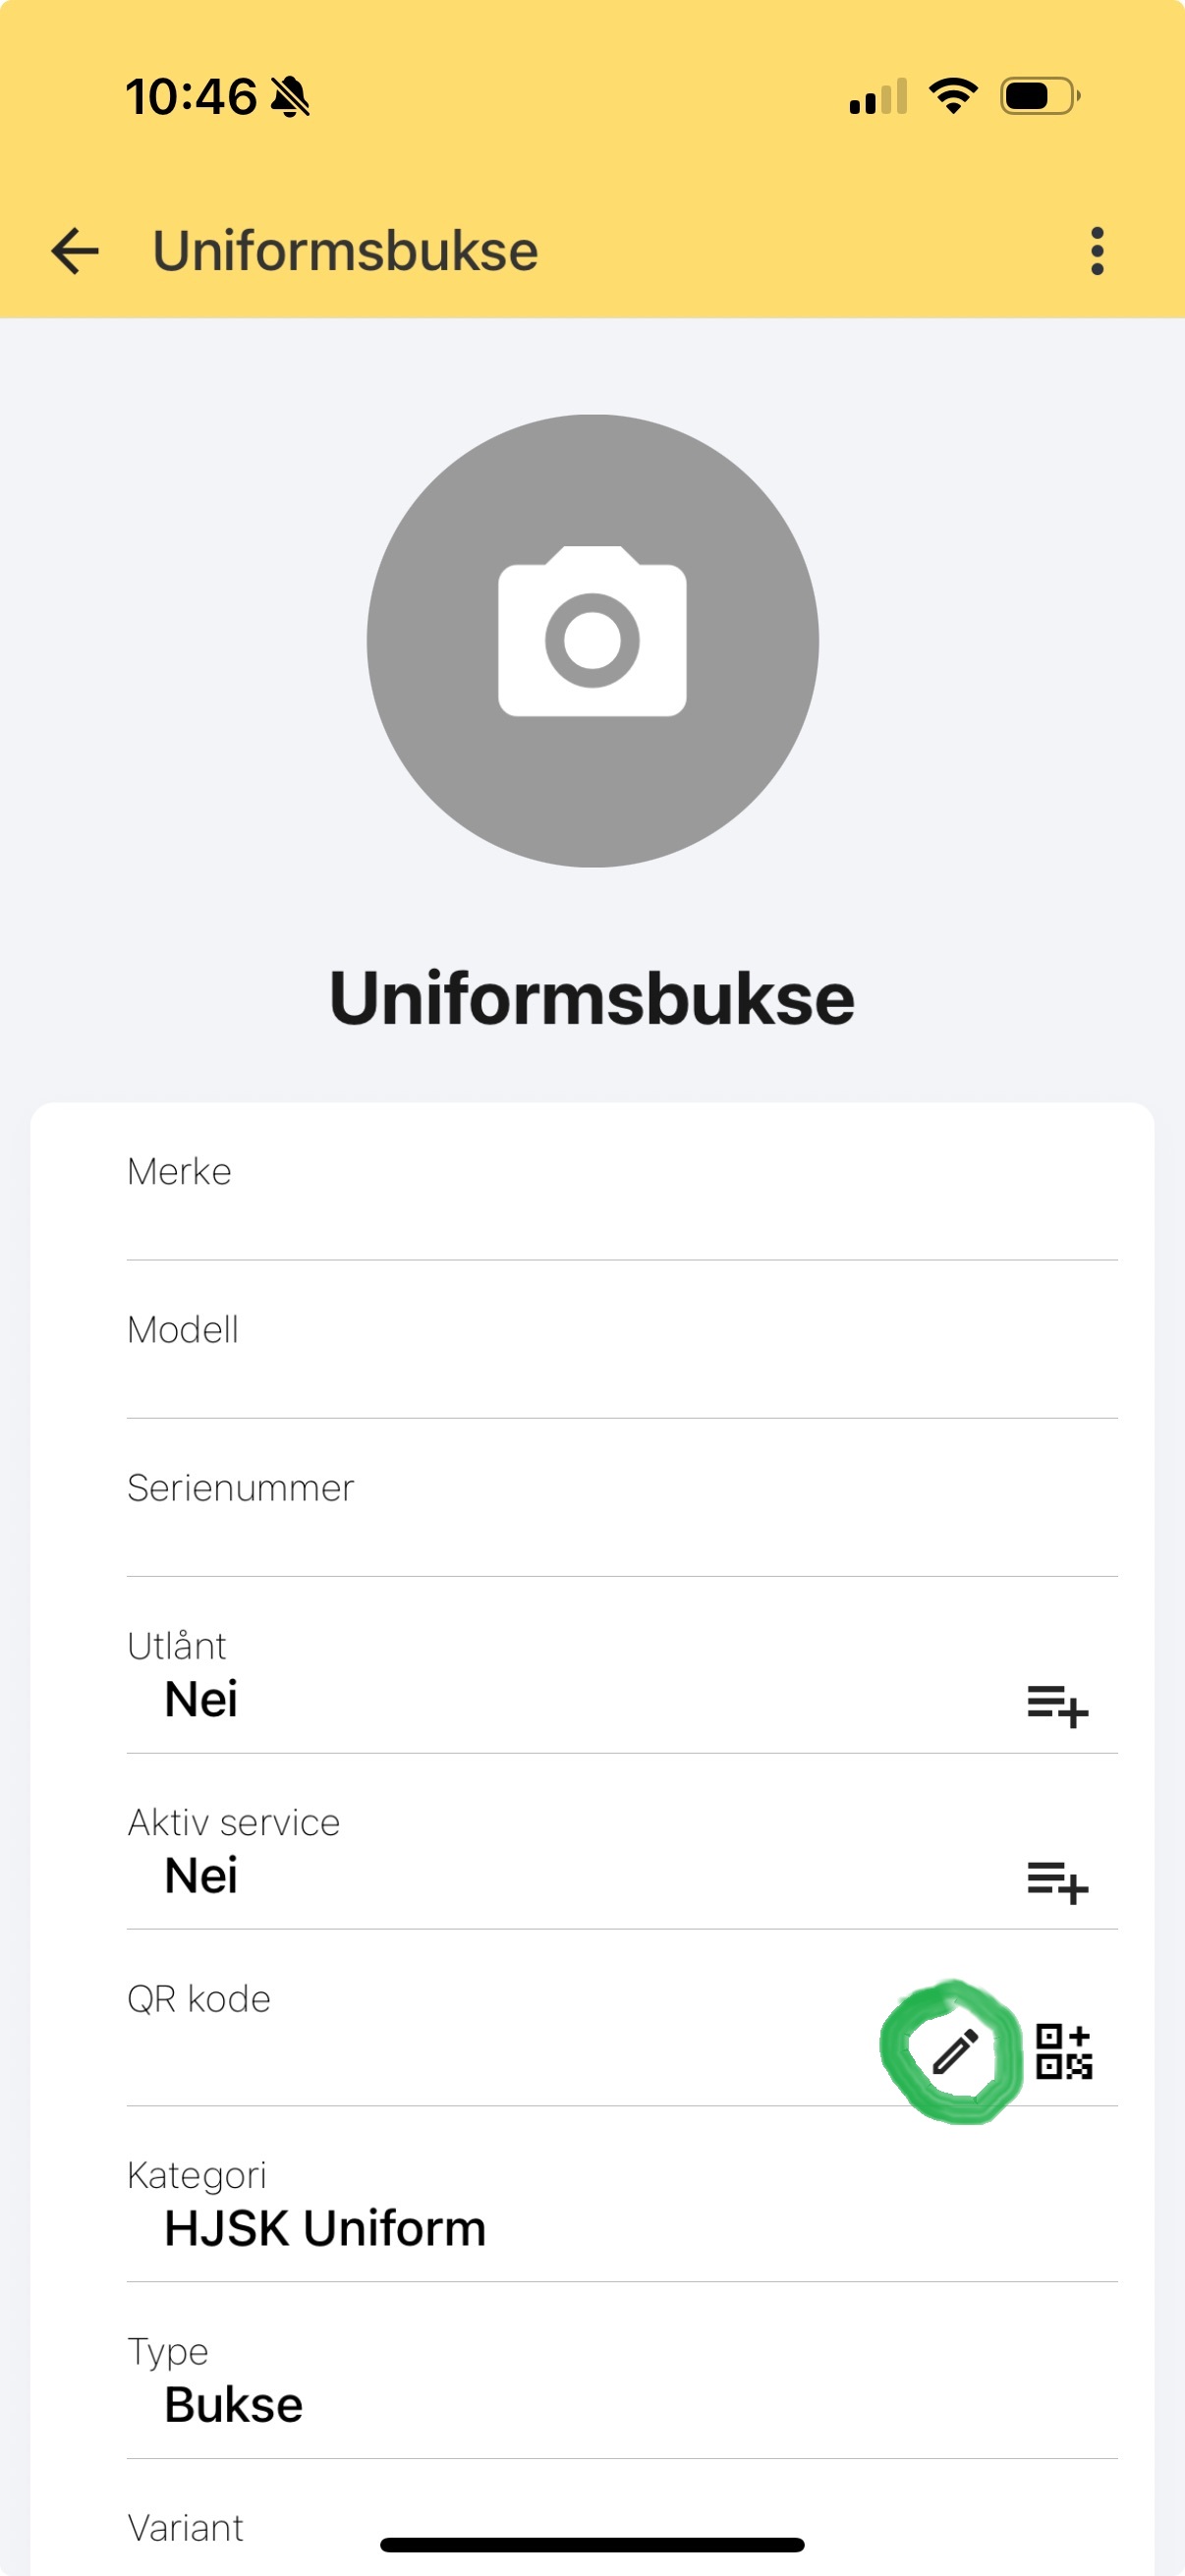 10:46
Uniformsbukse
Uniformsbukse
Merke
Modell
Serienummer
Utlånt
Nei
Aktiv service
Nei
QR kode
Kategori
HJSK Uniform
Type
Bukse
Variant